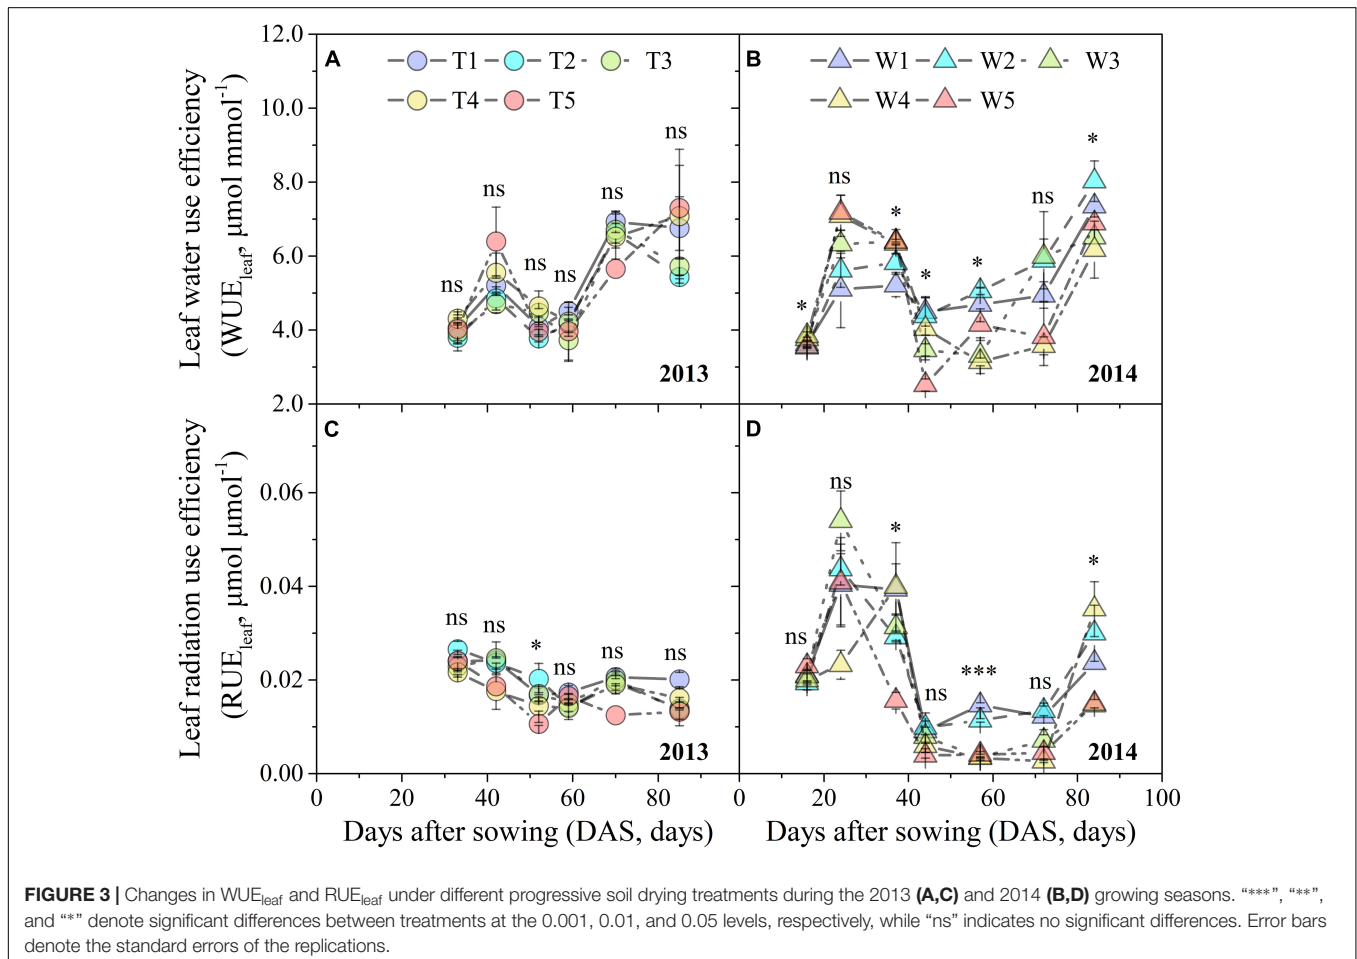 Leaf water use efficiency
(WUEleaf, μmol mmol-1)
12.0
10.0
8.0
6.0
4.0
2.0
A
T1 T2 T3
T4 T5
ns
ns
ns
ns
ns
ns
2013
B
W1 W2 W3
W4 W5
*
ns
*
*
*
ns
*
2014
Leaf radiation use efficiency
(RUEleaf, μmol μmol-1)
0.06
0.04
0.02
0.00
C
ns
ns
*
ns
ns
ns
2013
0 20 40 60 80
Days after sowing (DAS, days)
D
ns
ns
*
ns
***
ns
*
2014
0 20 40 60 80 100
Days after sowing (DAS, days)
FIGURE 3 | Changes in WUEleaf and RUEleaf under different progressive soil drying treatments during the 2013 (A,C) and 2014 (B,D) growing seasons. “***”, “**”,
and “*” denote significant differences between treatments at the 0.001, 0.01, and 0.05 levels, respectively, while “ns” indicates no significant differences. Error bars
denote the standard errors of the replications.